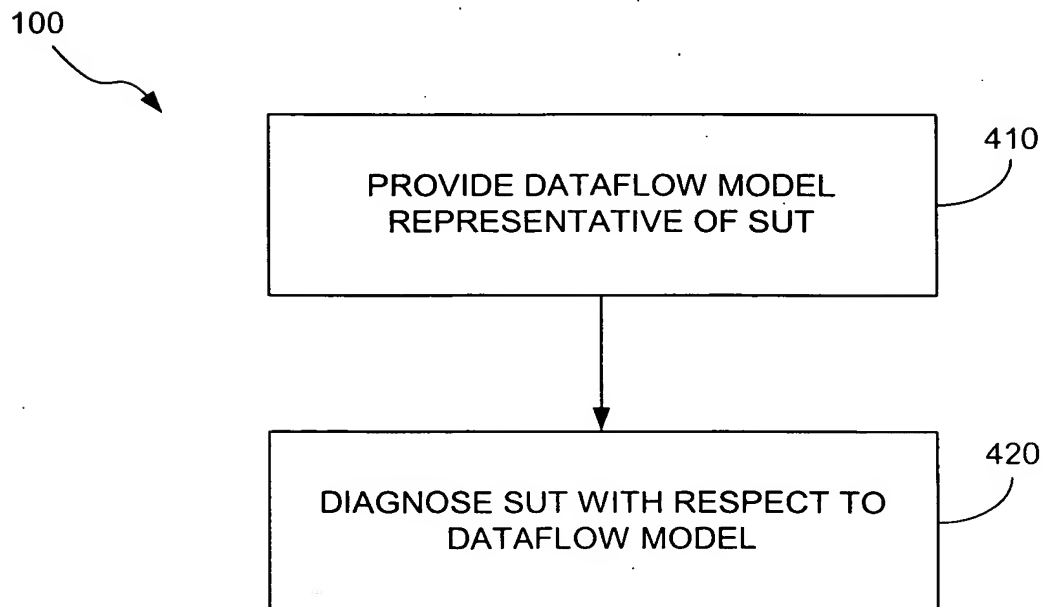 100
410
PROVIDE DATAFLOW MODEL
REPRESENTATIVE OF SUT
420
DIAGNOSE SUT WITH RESPECT TO
DATAFLOW MODEL